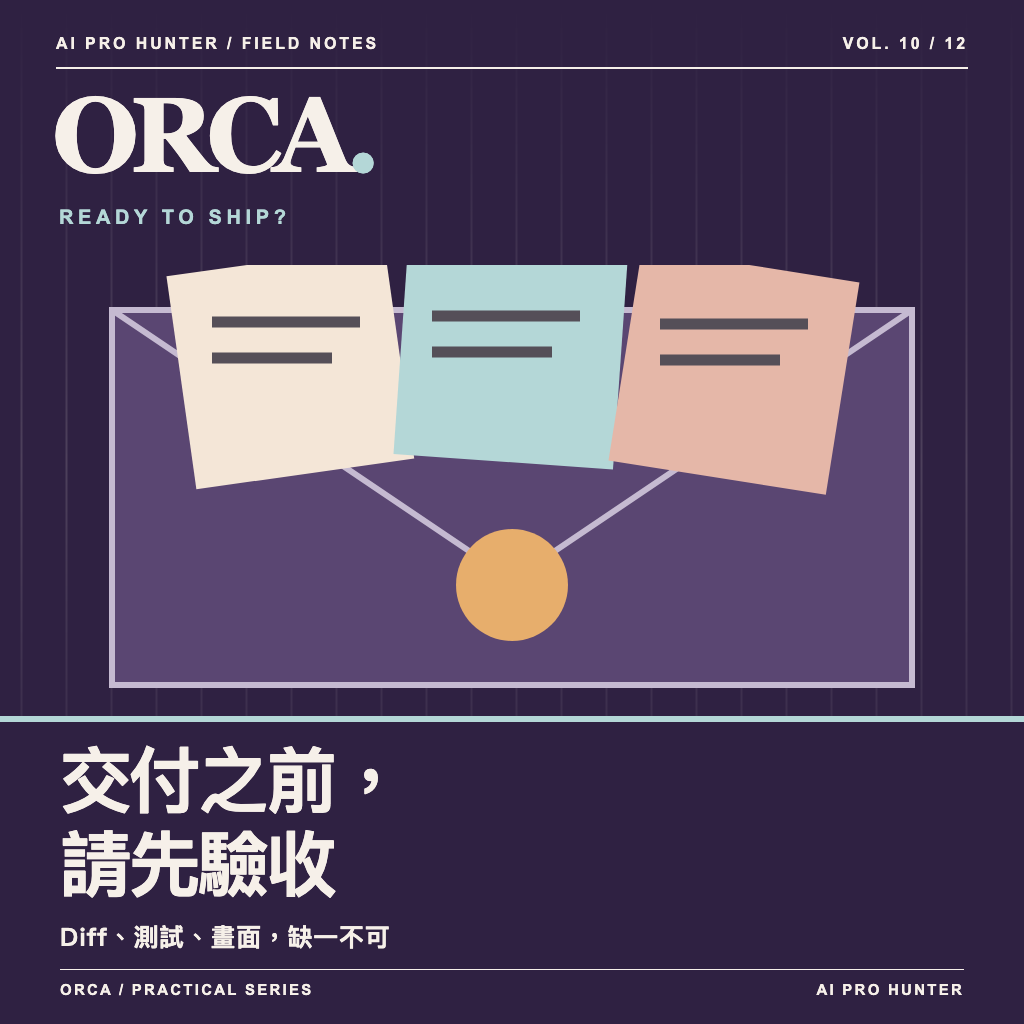 AI PRO HUNTER / FIELD NOTES
VOL. 10 / 12
ORCA.
READY TO SHIP?
交付之前，
請先驗收
Diff、測試、畫面，缺一不可
ORCA / PRACTICAL SERIES
AI PRO HUNTER